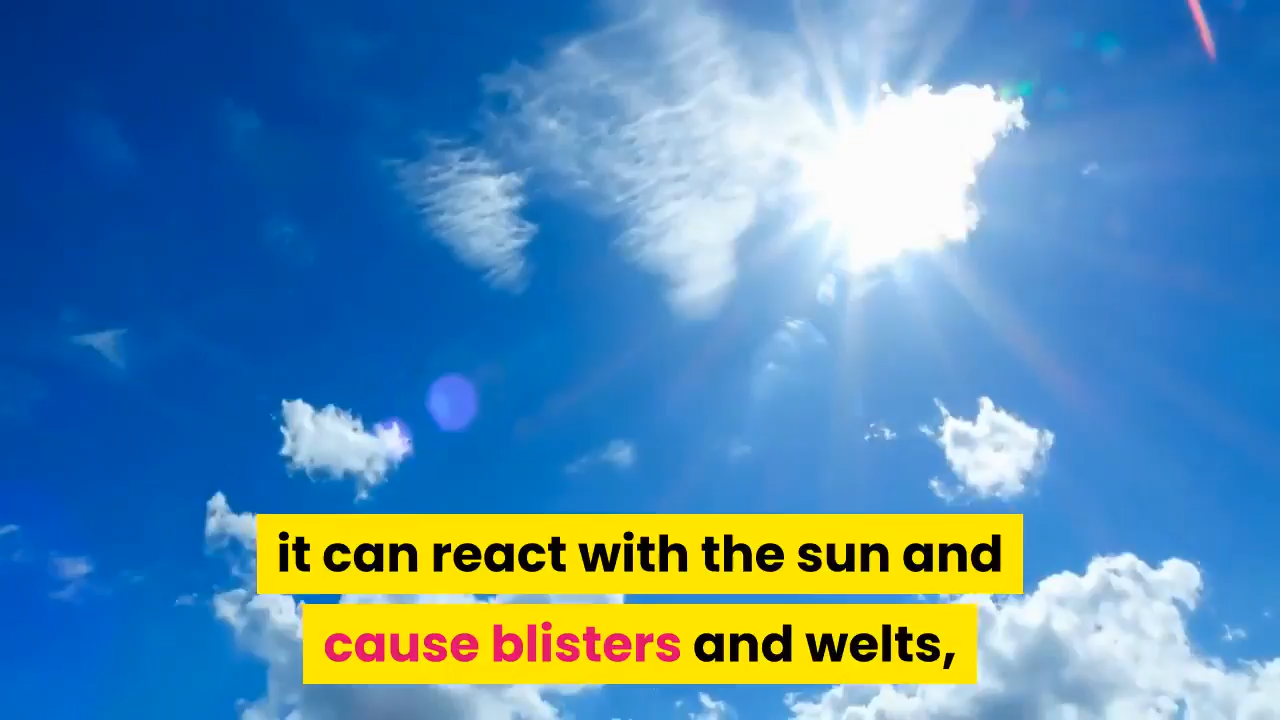 it can react with the sun and
cause blisters and welts,